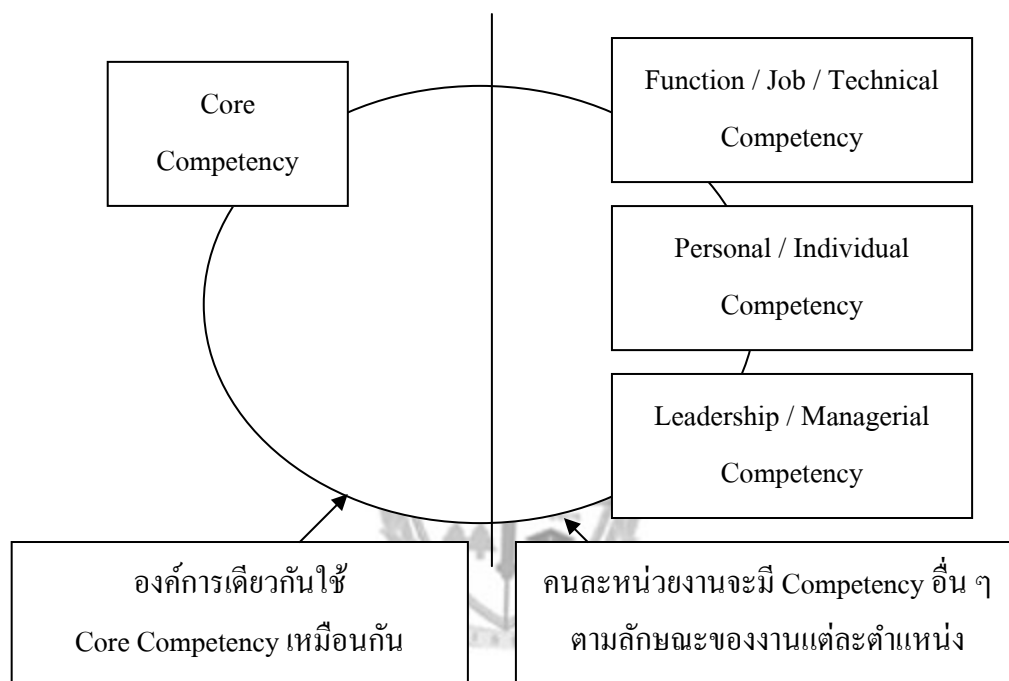 Core
Competency
Function / Job / Technical
Competency
Personal / Individual
Competency
Leadership / Managerial
Competency
องค์การเดียวกันใช้
Core Competency เหมือนกัน
คนละหน่วยงานจะมี Competency อื่น ๆ
ตามลักษณะของงานแต่ละตำแหน่ง